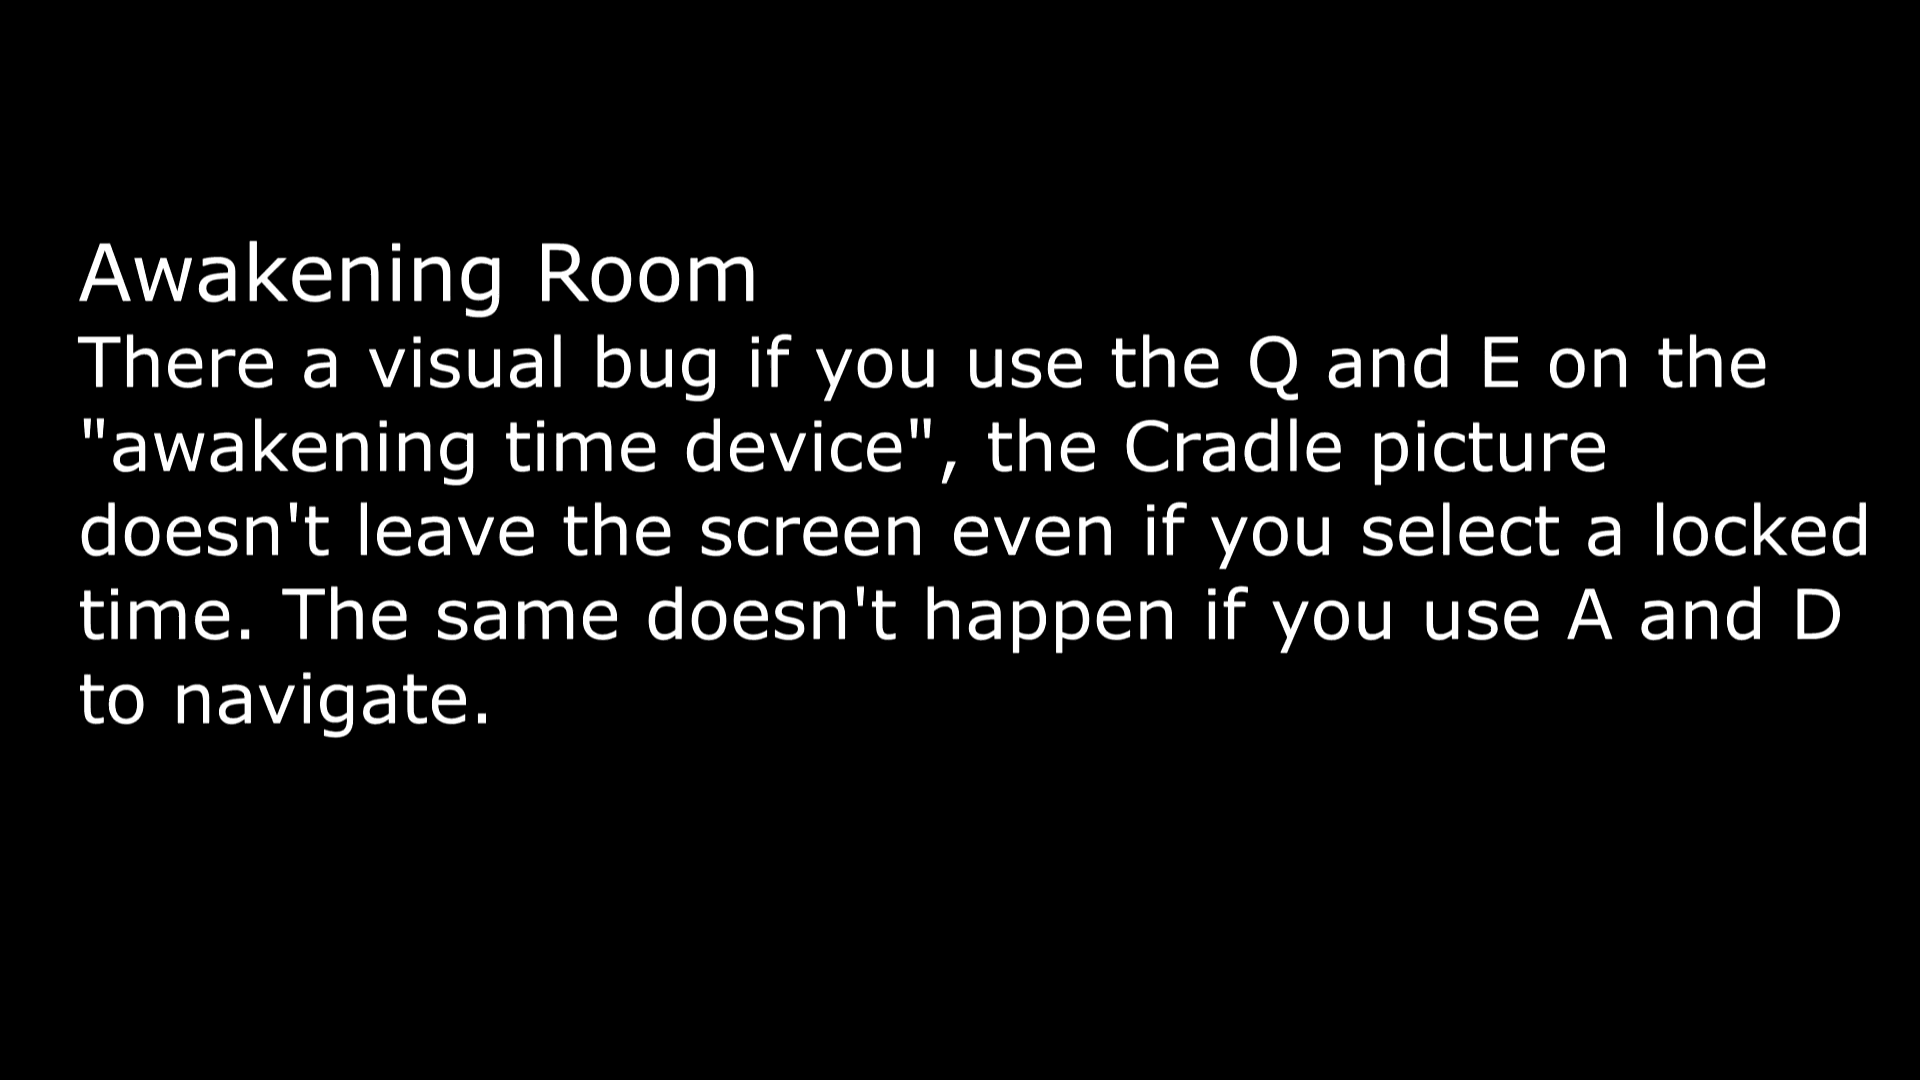 Awakening Room
There a visual bug if you use the Q and E on the
"awakening time device", the Cradle picture
doesn't leave the screen even if you select a locked
time. The same doesn't happen if you use A and D
to navigate.